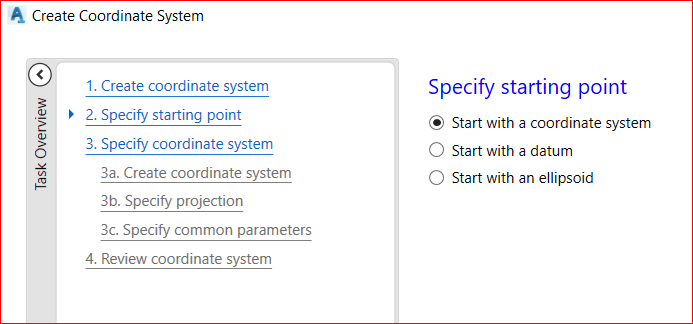 Create Coordinate System
Task Overview
1. Create coordinate system
2. Specify starting point
3. Specify coordinate system
3a. Create coordinate system
3b. Specify projection
3c. Specify common parameters
4. Review coordinate system
Specify starting point
Start with a coordinate system
Start with a datum
Start with an ellipsoid